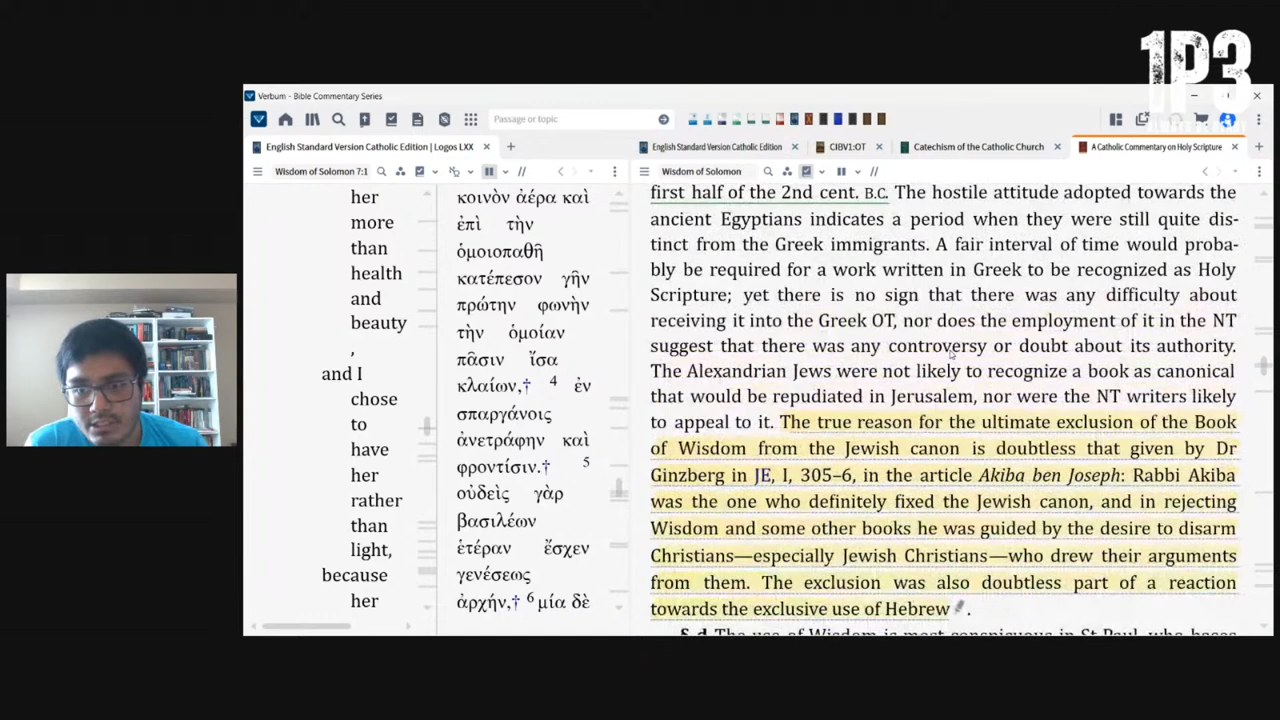 1P3
Verbum - Bible Commentary Series
Passage or topic
English Standard Version Catholic Edition | Logos LXX
English Standard Version Catholic Edition
CIBV1:OT
Catechism of the Catholic Church
A Catholic Commentary on Holy Scripture
Wisdom of Solomon 7:1
Wisdom of Solomon
her
more
than
health
and
beauty
,
and I
chose
to
have
her
rather
than
light,
because
her
κοινὸν ἀέρα καὶ
ἐπὶ τὴν
ὁμοιοπαθῆ
κατέπεσον γῆν
πρώτην φωνὴν
τὴν ὁμοίαν
πᾶσιν ἴσα
κλαίων,† 4 ἐν
σπαργάνοις
ἀνετράφην καὶ
φροντίσιν.† 5
οὐδεὶς γὰρ
βασιλέων
ἑτέραν ἔσχεν
γενέσεως
ἀρχήν,† 6 μία δὲ
first half of the 2nd cent. B.C. The hostile attitude adopted towards the
ancient Egyptians indicates a period when they were still quite dis-
tinct from the Greek immigrants. A fair interval of time would proba-
bly be required for a work written in Greek to be recognized as Holy
Scripture; yet there is no sign that there was any difficulty about
receiving it into the Greek OT, nor does the employment of it in the NT
suggest that there was any controversy or doubt about its authority.
The Alexandrian Jews were not likely to recognize a book as canonical
that would be repudiated in Jerusalem, nor were the NT writers likely
to appeal to it. The true reason for the ultimate exclusion of the Book
of Wisdom from the Jewish canon is doubtless that given by Dr
Ginzberg in JE, I, 305–6, in the article Akiba ben Joseph: Rabbi Akiba
was the one who definitely fixed the Jewish canon, and in rejecting
Wisdom and some other books he was guided by the desire to disarm
Christians—especially Jewish Christians—who drew their arguments
from them. The exclusion was also doubtless part of a reaction
towards the exclusive use of Hebrew .
§ d The use of Wisdom is most conspicuous in St Paul, who bases